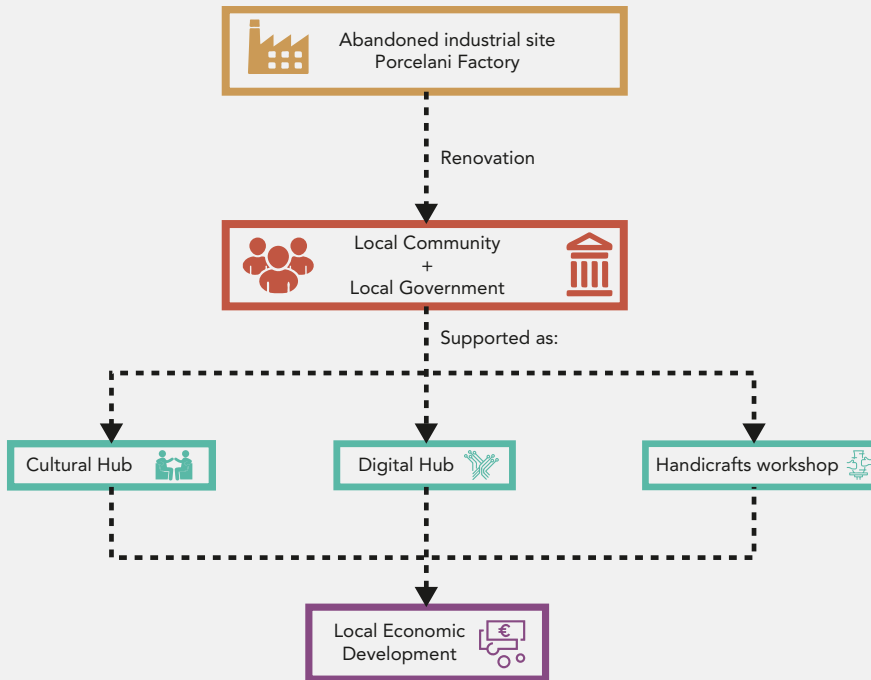 Abandoned industrial site
Porcelani Factory
Renovation
Local Community
+
Local Government
Supported as:
Cultural Hub
Digital Hub
Handicrafts workshop
Local Economic
Development
€